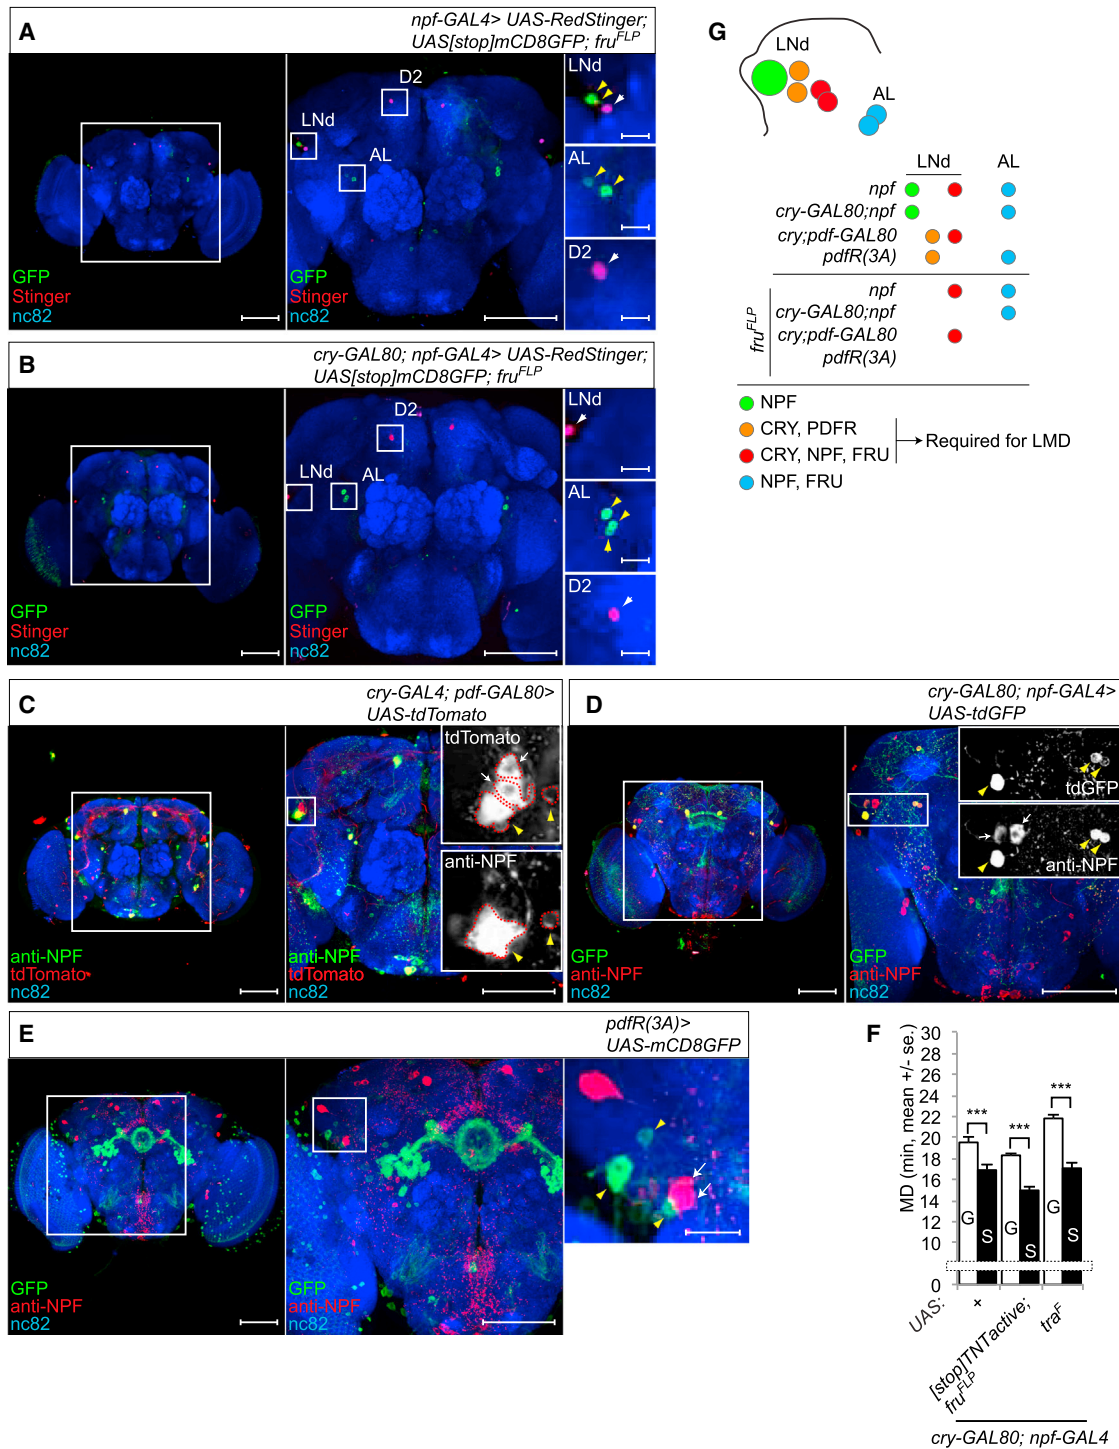 A
npf-GAL4> UAS-RedStinger;
UAS[stop]mCD8GFP; fruFLP
D2
LNd
AL
GFP
Stinger
nc82
GFP
Stinger
nc82
LNd
AL
D2
B
cry-GAL80; npf-GAL4> UAS-RedStinger;
UAS[stop]mCD8GFP; fruFLP
D2
LNd
AL
GFP
Stinger
nc82
GFP
Stinger
nc82
LNd
AL
D2
C
cry-GAL4; pdf-GAL80>
UAS-tdTomato
anti-NPF
tdTomato
nc82
anti-NPF
tdTomato
nc82
tdTomato
anti-NPF
D
cry-GAL80; npf-GAL4>
UAS-tdGFP
GFP
anti-NPF
nc82
GFP
anti-NPF
nc82
tdGFP
anti-NPF
E
pdfR(3A)>
UAS-mCD8GFP
GFP
anti-NPF
nc82
GFP
anti-NPF
nc82
F
MD (min, mean +/- se.)
30
28
26
24
22
20
18
16
14
12
10
0
***
***
***
G
S
G
S
G
S
UAS:
+
[stop]TNTactive;
fruFLP
traF
cry-GAL80; npf-GAL4
G
LNd
AL
LNd
AL
npf
cry-GAL80;npf
cry;pdf-GAL80
pdfR(3A)
fruFLP
npf
cry-GAL80;npf
cry;pdf-GAL80
pdfR(3A)
NPF
CRY, PDFR
CRY, NPF, FRU
Required for LMD
NPF, FRU